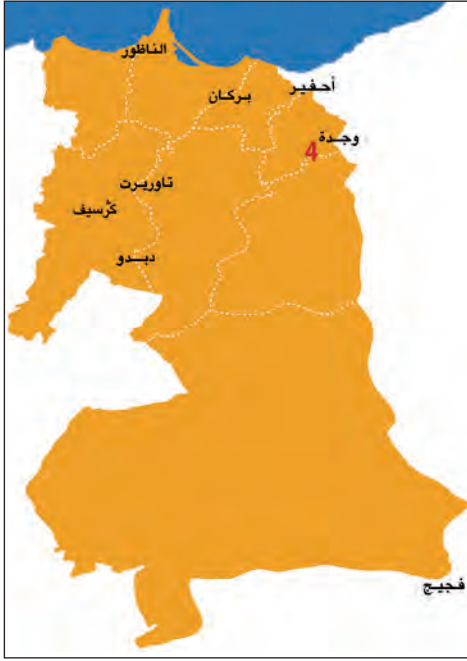 الناظور
أحفير
بركان
وجدة
4
تاوريرت
كرسيف
دبدو
فجيج